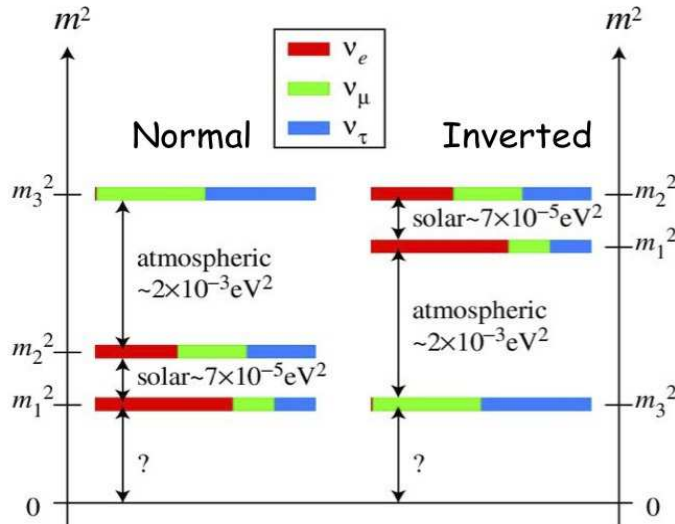 m²
m²
νₑ
ν_μ
ν_τ
Normal
Inverted
m₃²
m₂²
solar~7×10⁻⁵eV²
m₁²
atmospheric
~2×10⁻³eV²
atmospheric
~2×10⁻³eV²
m₂²
solar~7×10⁻⁵eV²
m₁²
m₃²
?
?
0
0